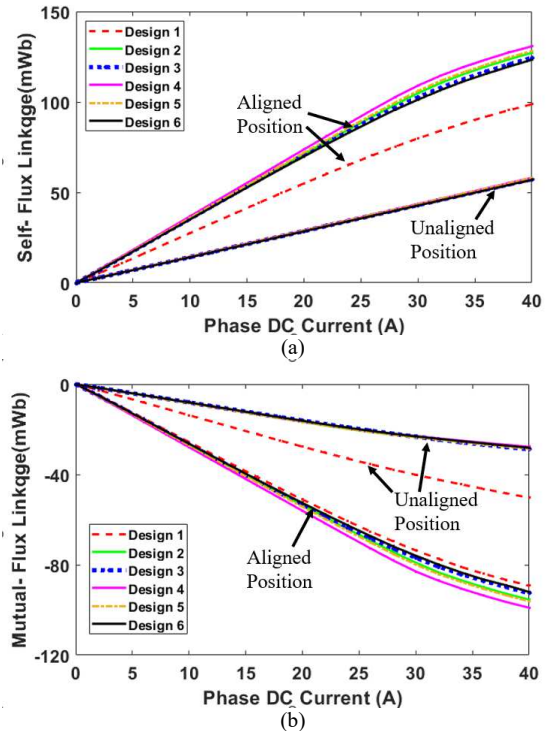 (a)
150
100
50
0
Self- Flux Linkqge(mWb)
Design 1
Design 2
Design 3
Design 4
Design 5
Design 6
Aligned
Position
Unaligned
Position
0 5 10 15 20 25 30 35 40
Phase DC Current (A)
(a)
0
-40
-80
-120
Mutual- Flux Linkqge(mWb)
Unaligned
Position
Aligned
Position
Design 1
Design 2
Design 3
Design 4
Design 5
Design 6
0 5 10 15 20 25 30 35 40
Phase DC Current (A)
(b)